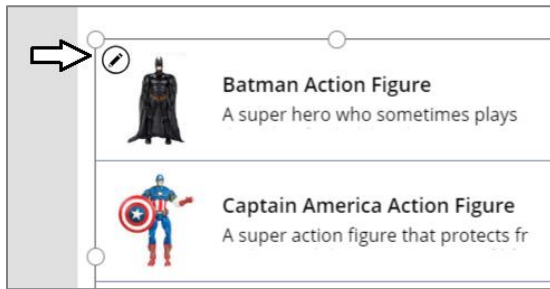 Batman Action Figure
A super hero who sometimes plays
Captain America Action Figure
A super action figure that protects fr